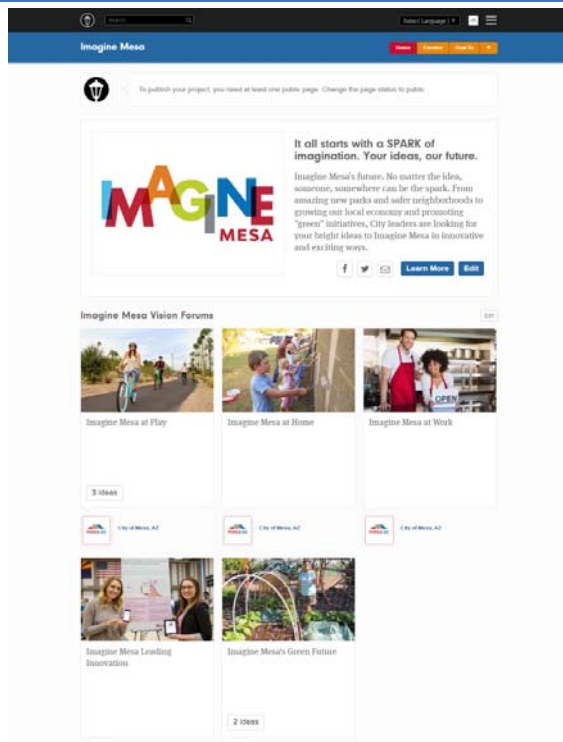 Search
Select Language
Imagine Mesa
Home
How To
+
To publish your project, you need at least one public page. Change the page status to public.
IMAGINE
MESA
It all starts with a SPARK of
imagination. Your ideas, our future.
Imagine Mesa's future. No matter the idea,
someone, somewhere can be the spark. From
amazing new parks and safer neighborhoods to
growing our local economy and promoting
"green" initiatives, City leaders are looking for
your bright ideas to Imagine Mesa in innovative
and exciting ways.
Learn More
Edit
Imagine Mesa Vision Forums
Edit
OPEN
Imagine Mesa at Play
Imagine Mesa at Home
Imagine Mesa at Work
3 ideas
City of Mesa, AZ
City of Mesa, AZ
City of Mesa, AZ
Imagine Mesa Leading
Innovation
Imagine Mesa's Green Future
2 ideas